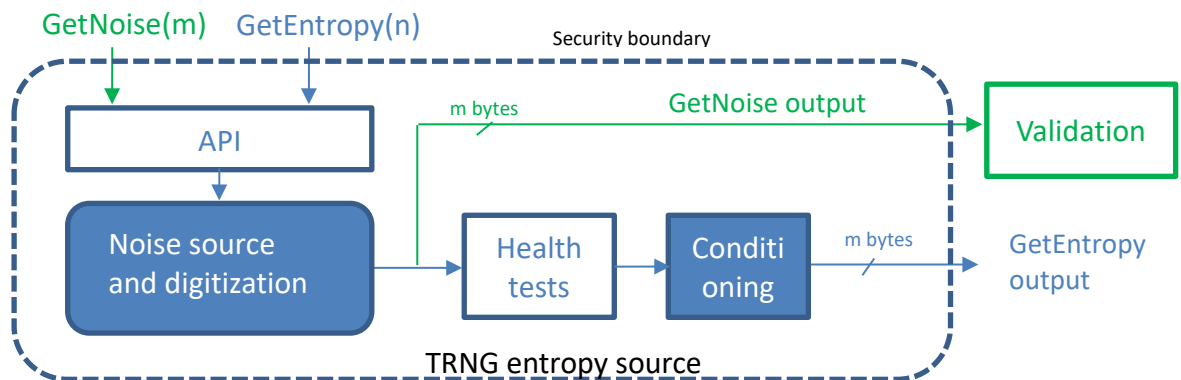 GetNoise(m) GetEntropy(n)
Security boundary
m bytes
GetNoise output
API
Validation
Noise source
and digitization
Health
tests
Conditi
oning
m bytes
GetEntropy
output
TRNG entropy source